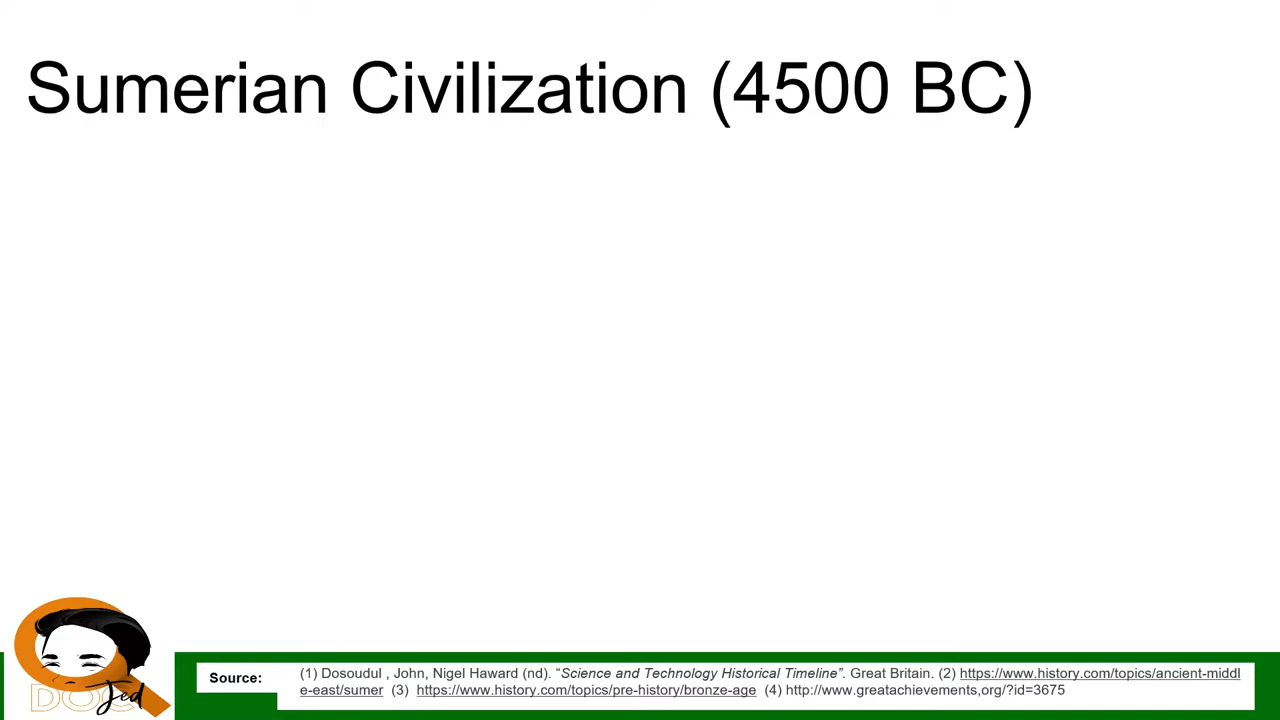 Sumerian Civilization (4500 BC)
Source:
(1) Dosoudul , John, Nigel Haward (nd). “Science and Technology Historical Timeline”. Great Britain. (2) https://www.history.com/topics/ancient-middl
e-east/sumer (3) https://www.history.com/topics/pre-history/bronze-age (4) http://www.greatachievements,org/?id=3675
DOC
Jed